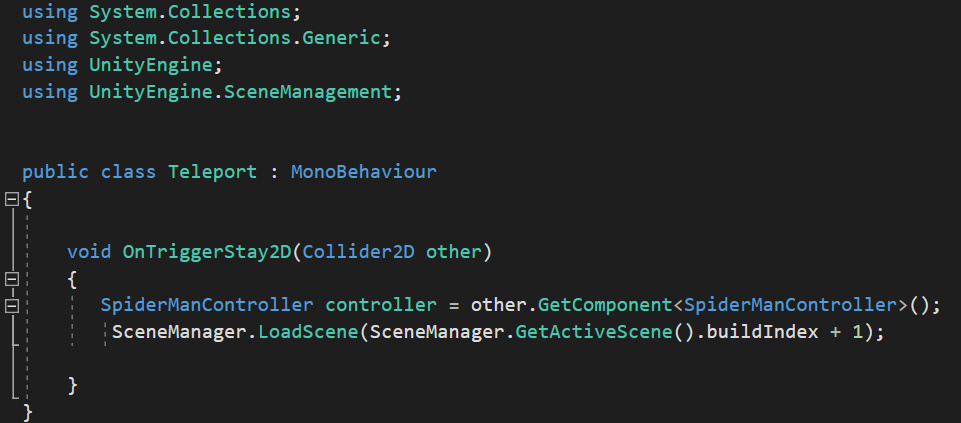 using System.Collections;
using System.Collections.Generic;
using UnityEngine;
using UnityEngine.SceneManagement;
public class Teleport : MonoBehaviour
{
void OnTriggerStay2D(Collider2D other)
{
SpiderManController controller = other.GetComponent<SpiderManController>();
SceneManager.LoadScene(SceneManager.GetActiveScene().buildIndex + 1);
}
}